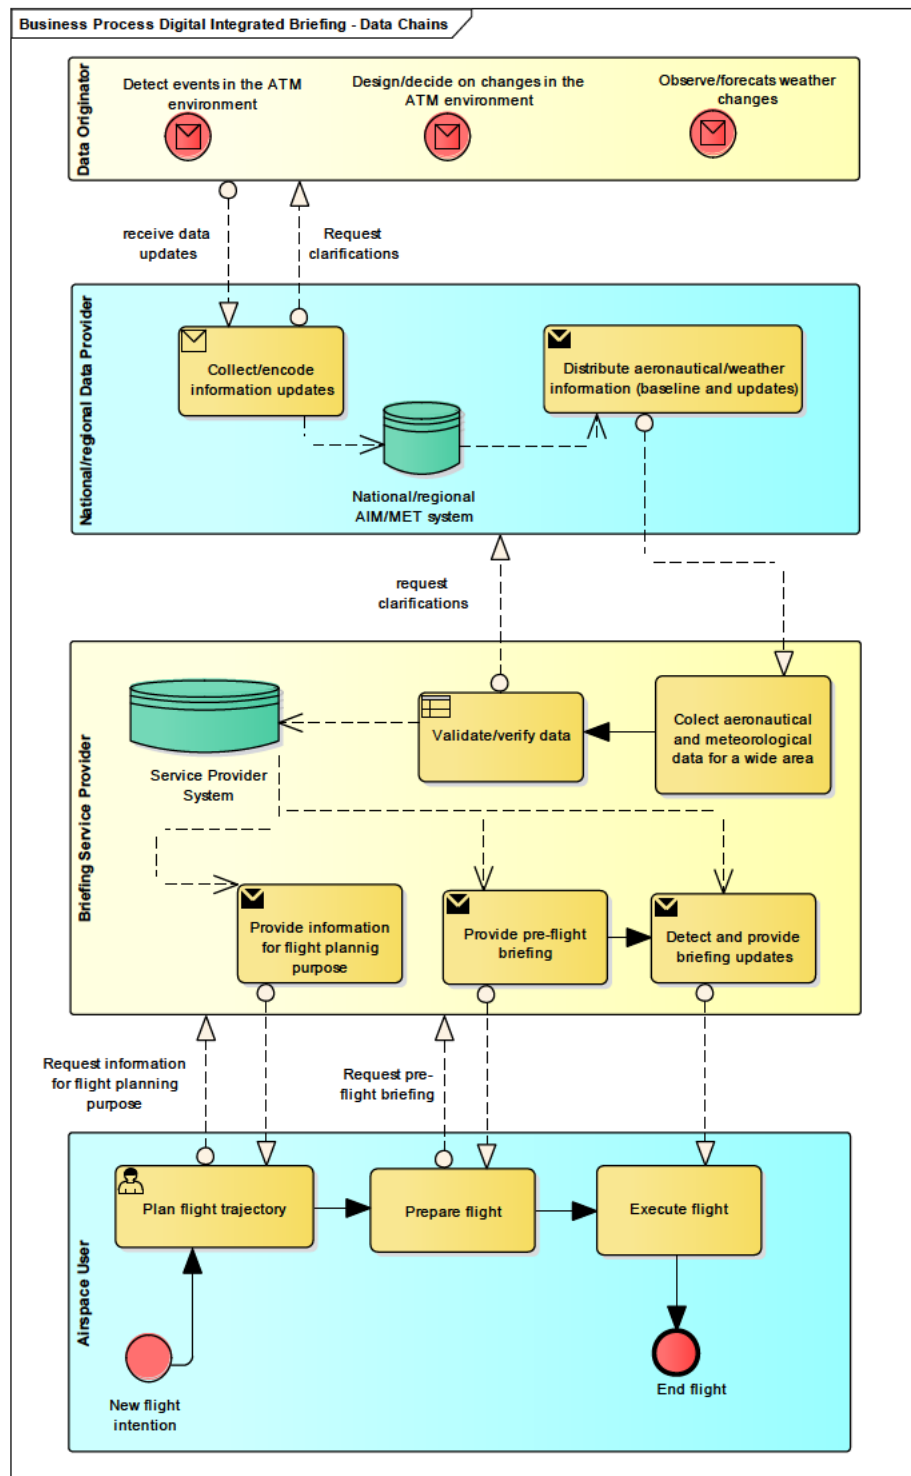 Business Process Digital Integrated Briefing - Data Chains
Data Originator
Detect events in the ATM
environment
Design/decide on changes in the
ATM environment
Observe/forecats weather
changes
receive data
updates
Request
clarifications
National/regional Data Provider
Collect/encode
information updates
Distribute aeronautical/weather
information (baseline and updates)
National/regional
AIM/MET system
request
clarifications
Briefing Service Provider
Service Provider
System
Validate/verify data
Colect aeronautical
and meteorological
data for a wide area
Provide information
for flight plannig
purpose
Provide pre-flight
briefing
Detect and provide
briefing updates
Request information
for flight planning
purpose
Request pre-
flight briefing
Airspace User
Plan flight trajectory
Prepare flight
Execute flight
New flight
intention
End flight